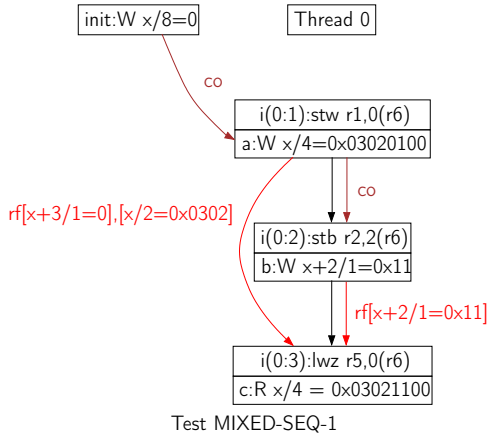 init:W x/8=0
Thread 0
co
i(0:1):stw r1,0(r6)
a:W x/4=0x03020100
rf[x+3/1=0],[x/2=0x0302]
co
i(0:2):stb r2,2(r6)
b:W x+2/1=0x11
rf[x+2/1=0x11]
i(0:3):lwz r5,0(r6)
c:R x/4 = 0x03021100
Test MIXED-SEQ-1